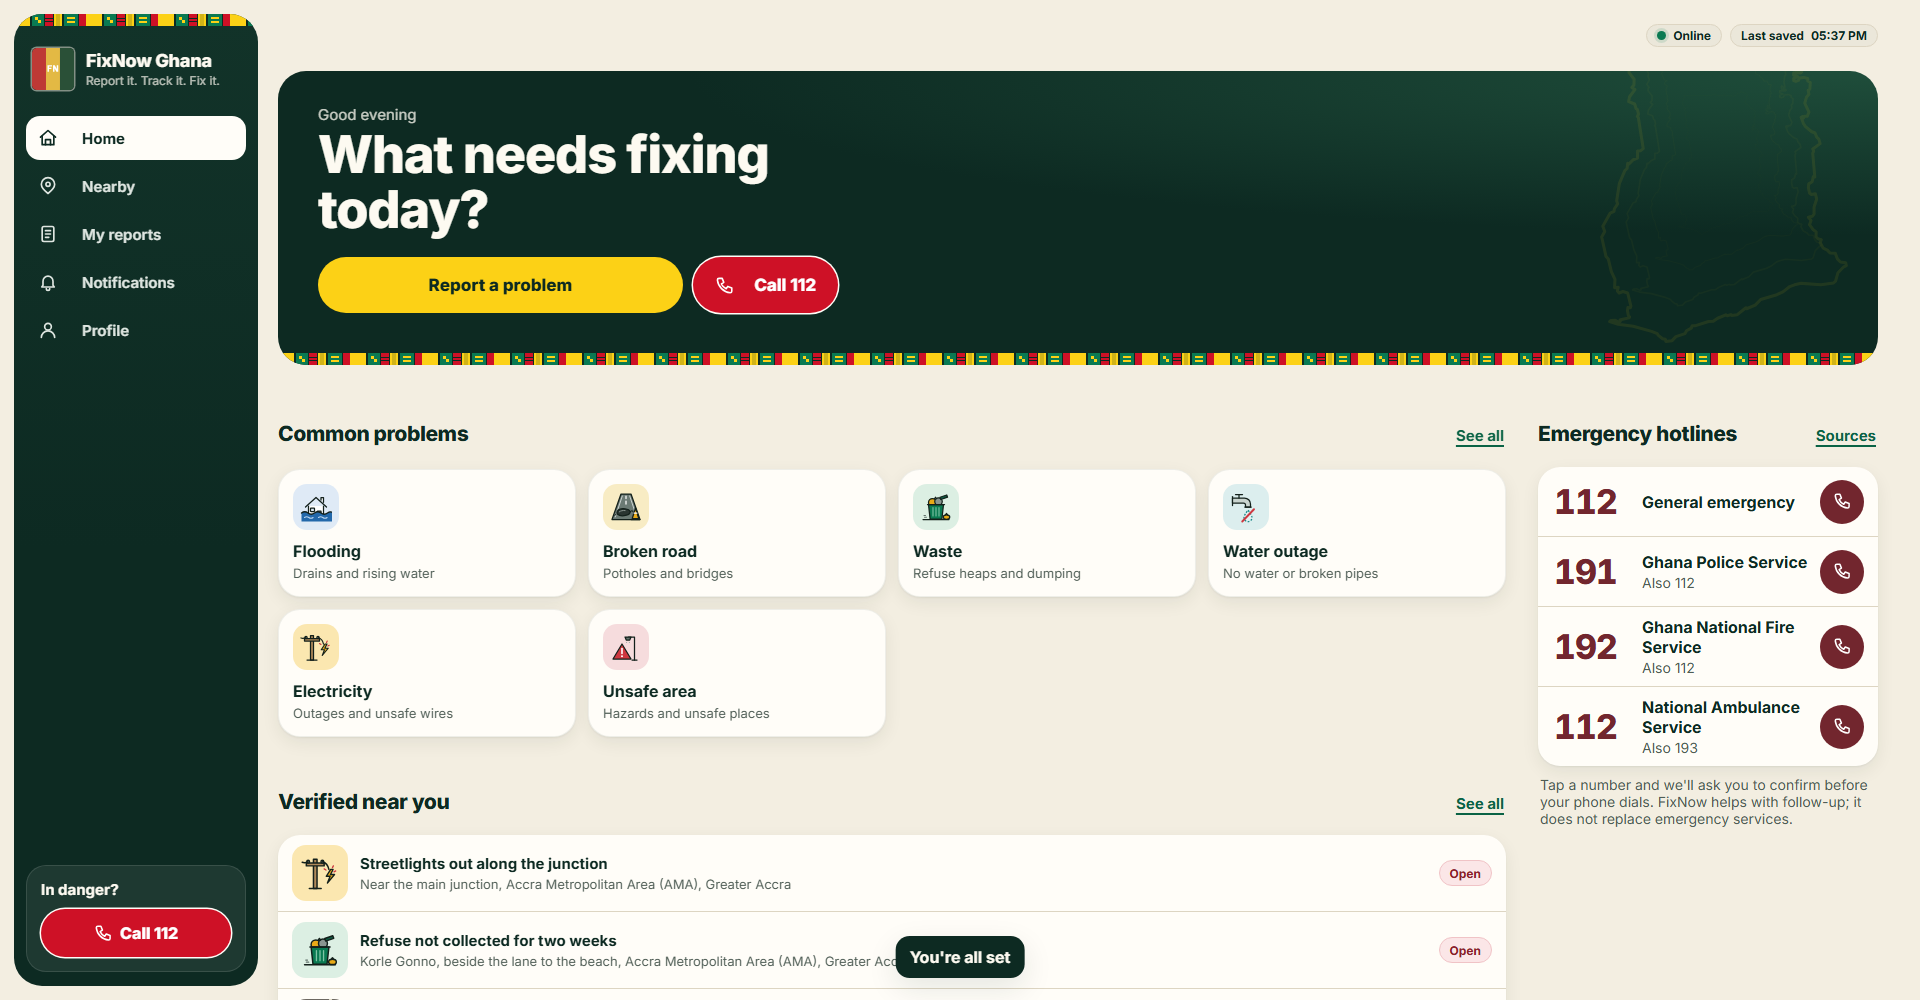 FN
FixNow Ghana
Report it. Track it. Fix it.
Home
Nearby
My reports
Notifications
Profile
In danger?
Call 112
Online
Last saved 05:37 PM
Good evening
What needs fixing
today?
Report a problem
Call 112
Common problems
See all
Flooding
Drains and rising water
Broken road
Potholes and bridges
Waste
Refuse heaps and dumping
Water outage
No water or broken pipes
Electricity
Outages and unsafe wires
Unsafe area
Hazards and unsafe places
Verified near you
See all
Streetlights out along the junction
Near the main junction, Accra Metropolitan Area (AMA), Greater Accra
Open
Refuse not collected for two weeks
Korle Gonno, beside the lane to the beach, Accra Metropolitan Area (AMA), Greater Acc
Open
You're all set
Emergency hotlines
Sources
112
General emergency
191
Ghana Police Service
Also 112
192
Ghana National Fire
Service
Also 112
112
National Ambulance
Service
Also 193
Tap a number and we'll ask you to confirm before
your phone dials. FixNow helps with follow-up; it
does not replace emergency services.